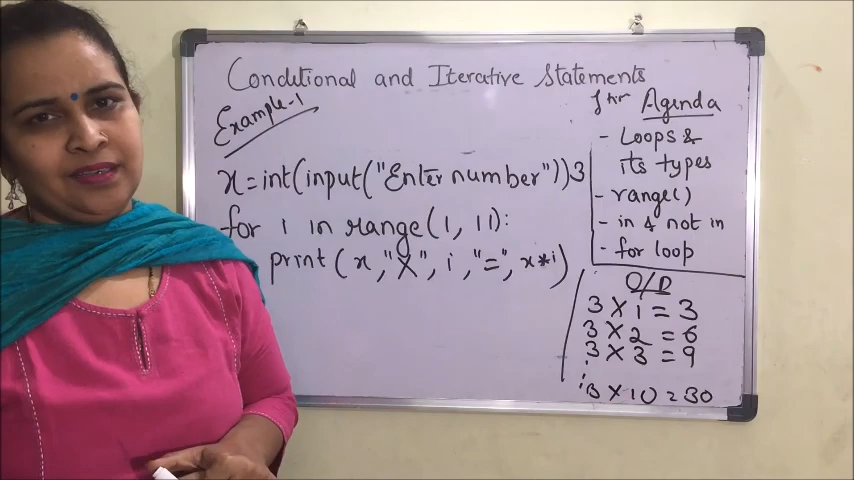 Conditional and Iterative Statements
Example-1
x=int(input("Enter number"))3
for i in range(1, 11):
print(x,"X", i ,"=", x*i)
for Agenda
- Loops &
its types
- range()
- in & not in
- for loop
O/P
3 X 1 = 3
3 X 2 = 6
3 X 3 = 9
3 X 10 = 30